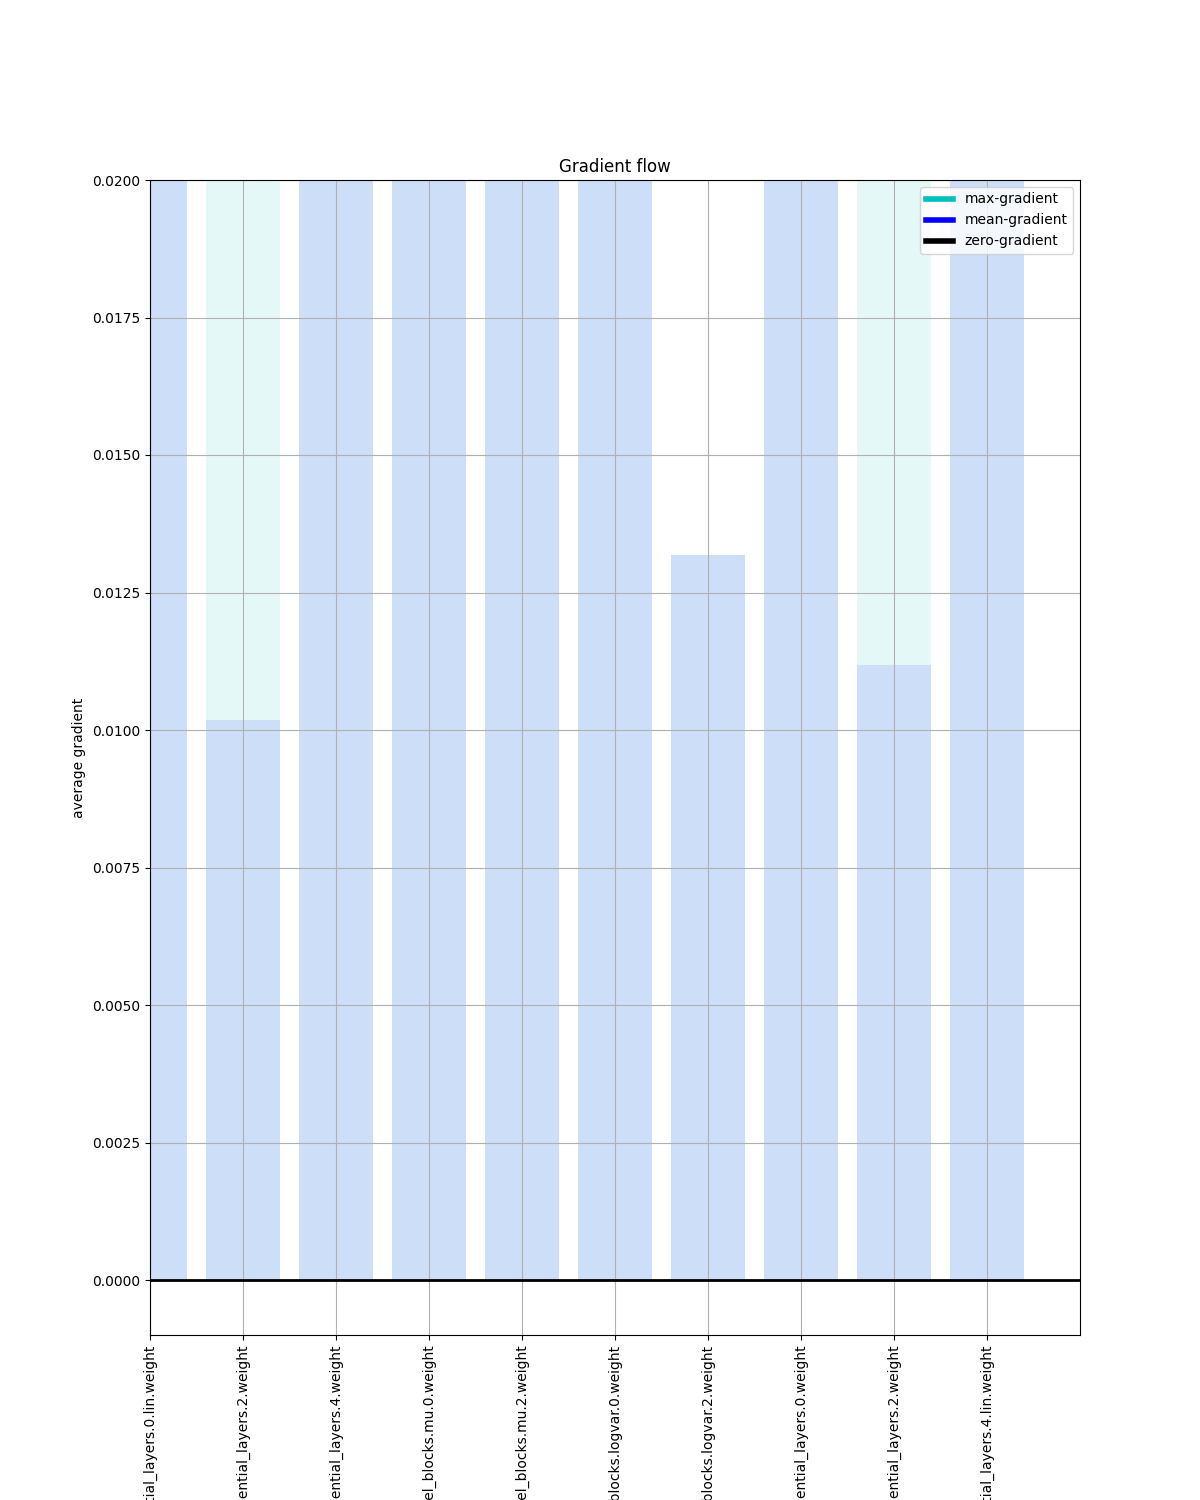 Gradient flow
max-gradient
mean-gradient
zero-gradient
0.0200
0.0175
0.0150
0.0125
0.0100
0.0075
0.0050
0.0025
0.0000
average gradient
tial_layers.0.lin.weight
ential_layers.2.weight
ential_layers.4.weight
el_blocks.mu.0.weight
el_blocks.mu.2.weight
blocks.logvar.0.weight
blocks.logvar.2.weight
ential_layers.0.weight
ential_layers.2.weight
tial_layers.4.lin.weight